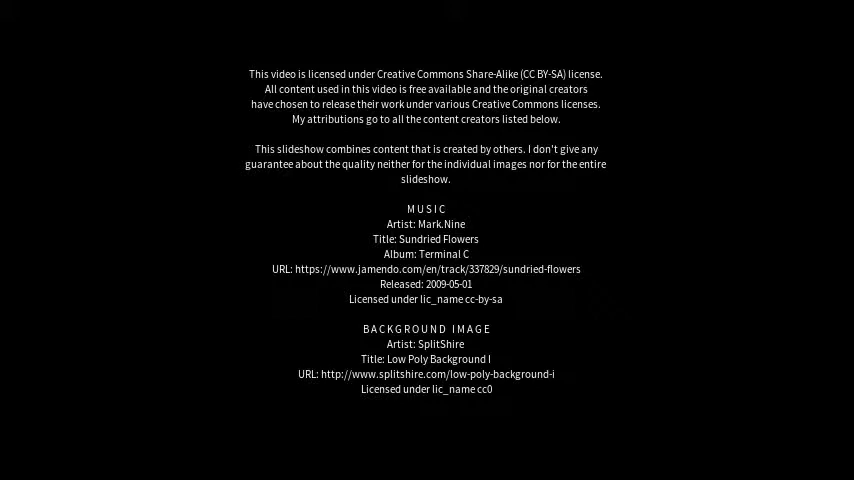 This video is licensed under Creative Commons Share-Alike (CC BY-SA) license.
All content used in this video is free available and the original creators
have chosen to release their work under various Creative Commons licenses.
My attributions go to all the content creators listed below.
This slideshow combines content that is created by others. I don't give any
guarantee about the quality neither for the individual images nor for the entire
slideshow.
MUSIC
Artist: Mark.Nine
Title: Sundried Flowers
Album: Terminal C
URL: https://www.jamendo.com/en/track/337829/sundried-flowers
Released: 2009-05-01
Licensed under lic_name cc-by-sa
BACKGROUND IMAGE
Artist: SplitShire
Title: Low Poly Background I
URL: http://www.splitshire.com/low-poly-background-i
Licensed under lic_name cc0